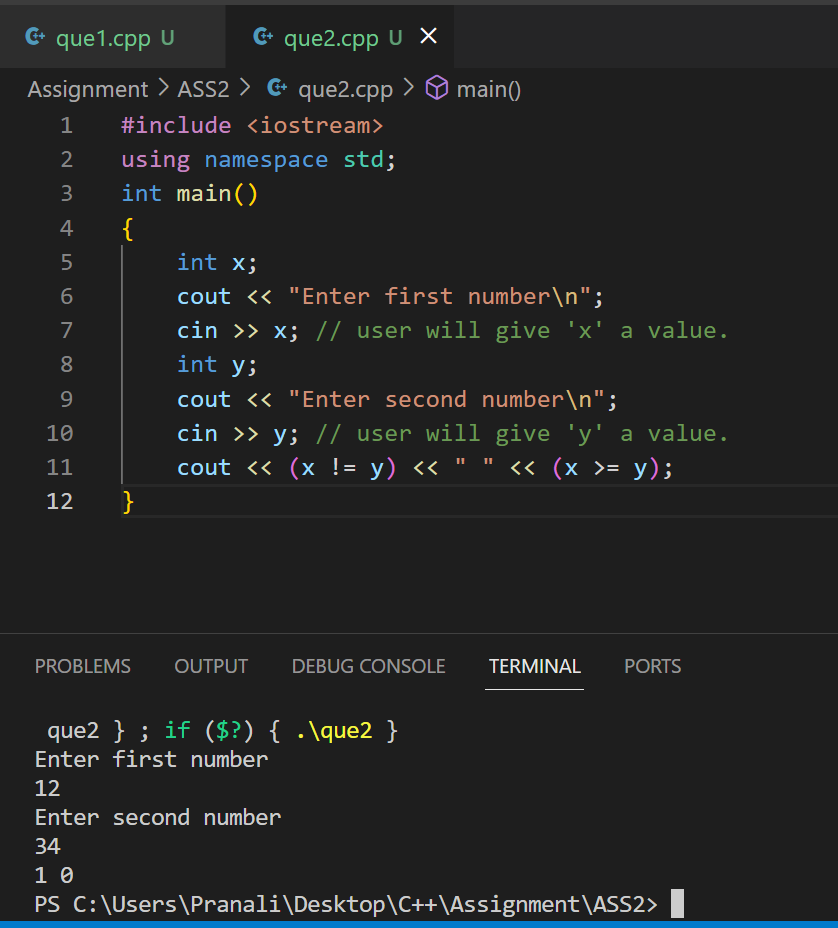 que1.cpp U que2.cpp U
Assignment > ASS2 > que2.cpp > main()
1 #include <iostream>
2 using namespace std;
3 int main()
4 {
5     int x;
6     cout << "Enter first number\n";
7     cin >> x; // user will give 'x' a value.
8     int y;
9     cout << "Enter second number\n";
10     cin >> y; // user will give 'y' a value.
11     cout << (x != y) << " " << (x >= y);
12 }
PROBLEMS OUTPUT DEBUG CONSOLE TERMINAL PORTS
 que2 } ; if ($?) { .\que2 }
Enter first number
12
Enter second number
34
1 0
PS C:\Users\Pranali\Desktop\C++\Assignment\ASS2>